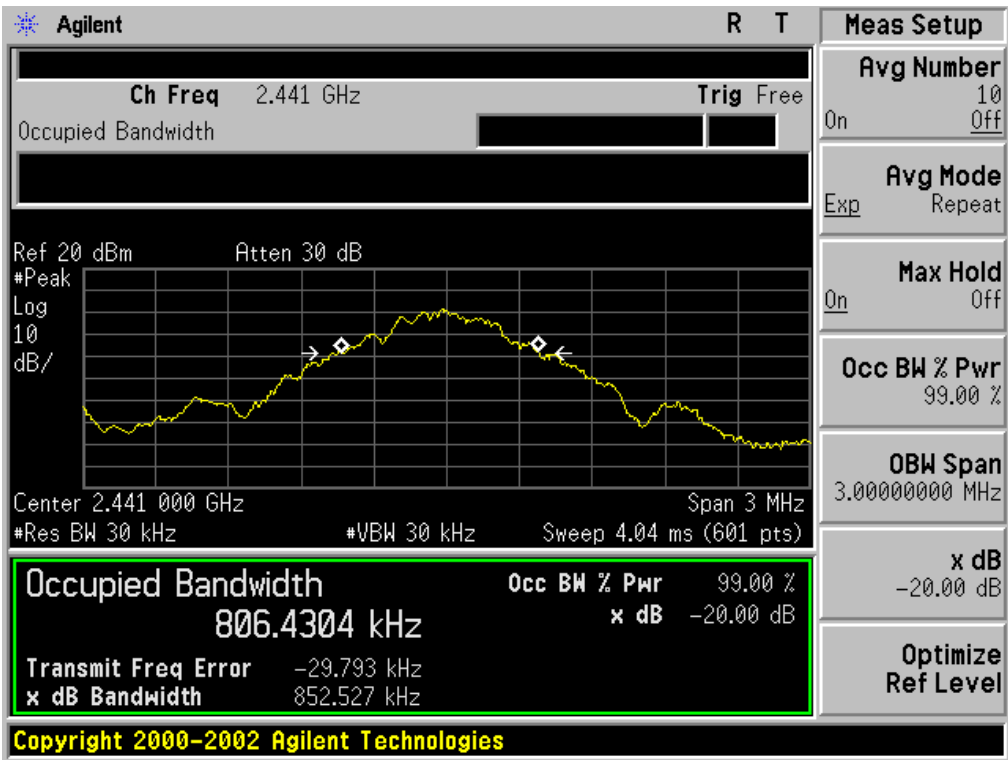 Agilent R T
Ch Freq 2.441 GHz Trig Free
Occupied Bandwidth
Ref 20 dBm Atten 30 dB
#Peak
Log
10
dB/
Center 2.441 000 GHz Span 3 MHz
#Res BW 30 kHz #VBW 30 kHz Sweep 4.04 ms (601 pts)
Occupied Bandwidth Occ BW % Pwr 99.00 %
806.4304 kHz x dB -20.00 dB
Transmit Freq Error -29.793 kHz
x dB Bandwidth 852.527 kHz
Copyright 2000-2002 Agilent Technologies
Meas Setup
Avg Number
10
On Off
Avg Mode
Exp Repeat
Max Hold
On Off
Occ BW % Pwr
99.00 %
OBW Span
3.00000000 MHz
x dB
-20.00 dB
Optimize
Ref Level